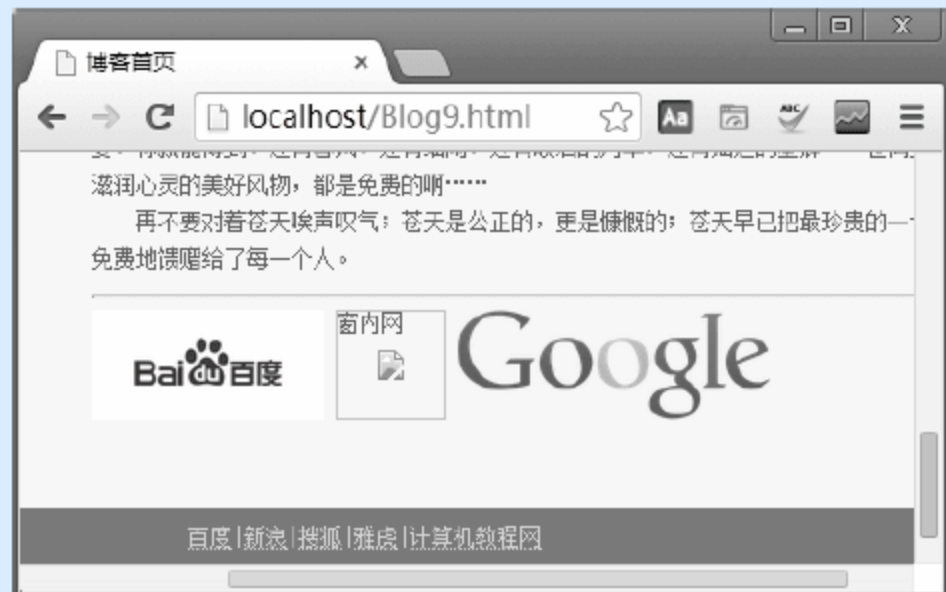 博客首页
localhost/Blog9.html
Aa
ABC
滋润心灵的美好风物，都是免费的啊……
再不要对着苍天唉声叹气；苍天是公正的，更是慷慨的；苍天早已把最珍贵的一
免费地馈赠给了每一个人。
Bai du 百度
窗内网
Google
百度|新浪|搜狐|雅虎|计算机教程网